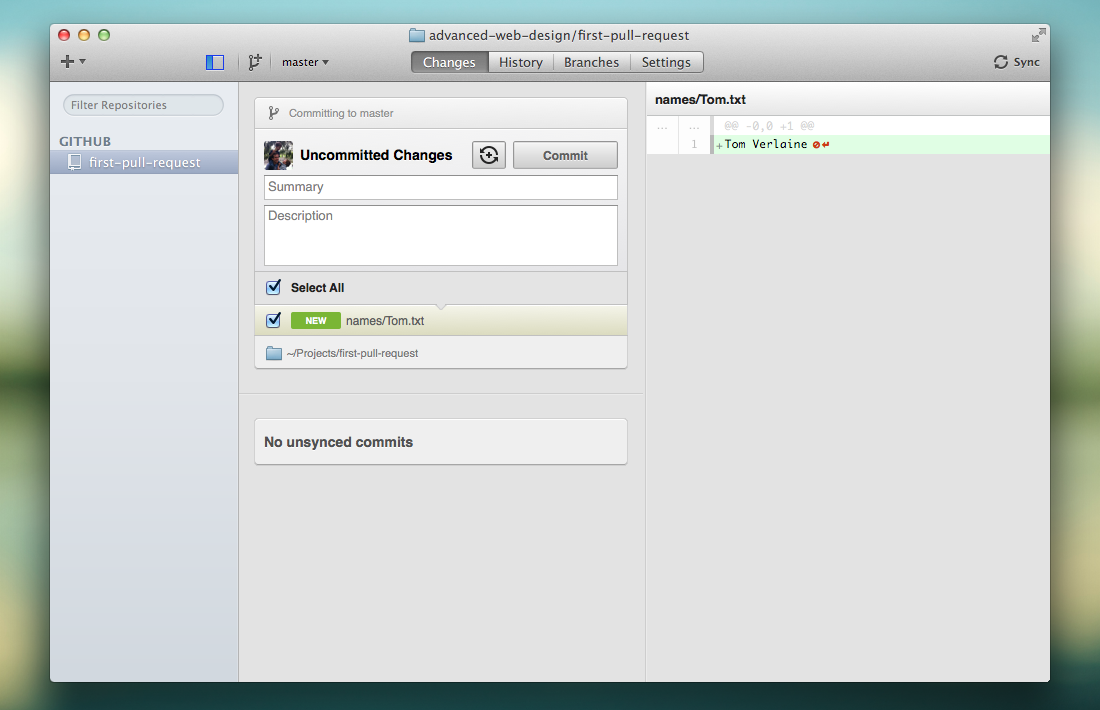 advanced-web-design/first-pull-request
master
Changes
History
Branches
Settings
Sync
Filter Repositories
GITHUB
first-pull-request
Committing to master
Uncommitted Changes
Commit
Summary
Description
Select All
NEW names/Tom.txt
~/Projects/first-pull-request
No unsynced commits
names/Tom.txt
... ... @@ -0,0 +1 @@
1 +Tom Verlaine